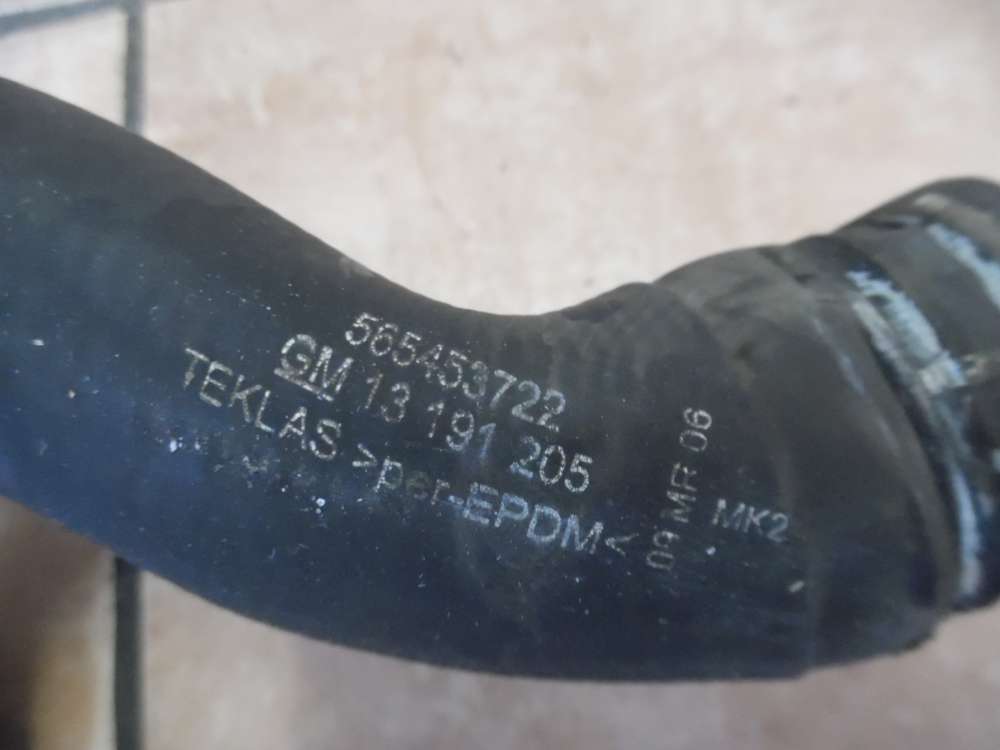 565453722
GM 13 191 205
TEKLAS >per-EPDM<
09 MR 06
MK2